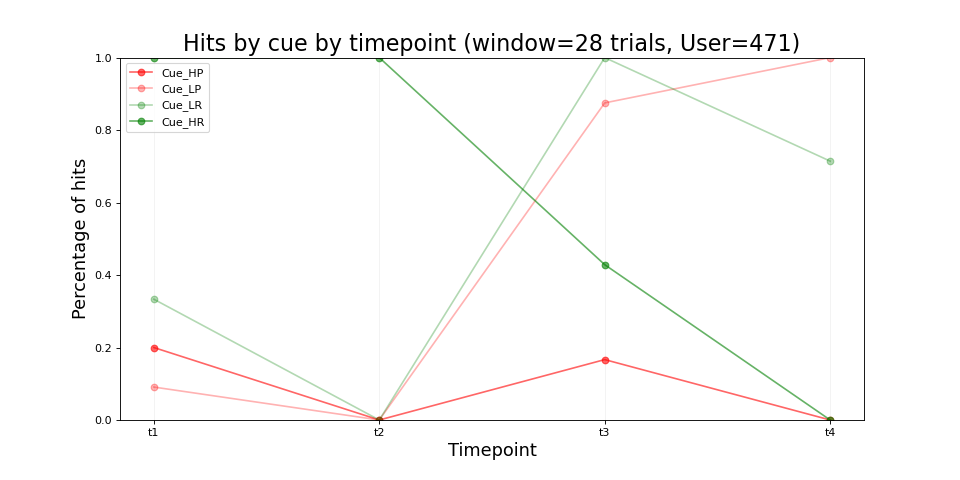 Hits by cue by timepoint (window=28 trials, User=471)
1.0
0.8
0.6
0.4
0.2
0.0
Percentage of hits
Cue_HP
Cue_LP
Cue_LR
Cue_HR
t1
t2
t3
t4
Timepoint